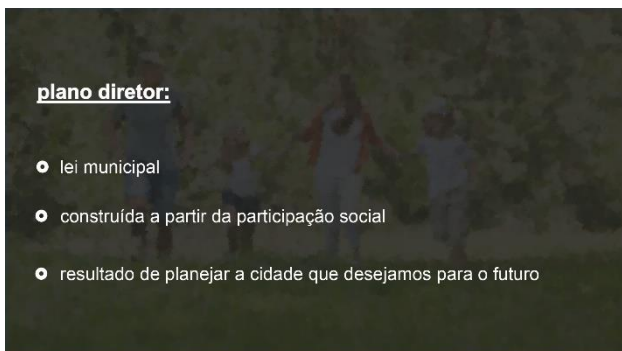 plano diretor:
lei municipal
construída a partir da participação social
resultado de planejar a cidade que desejamos para o futuro